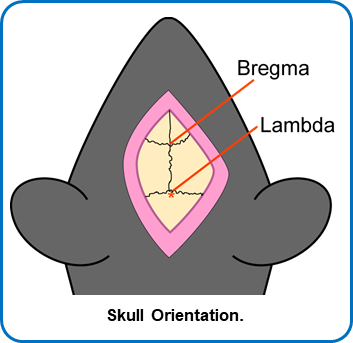 Bregma
Lambda
Skull Orientation.